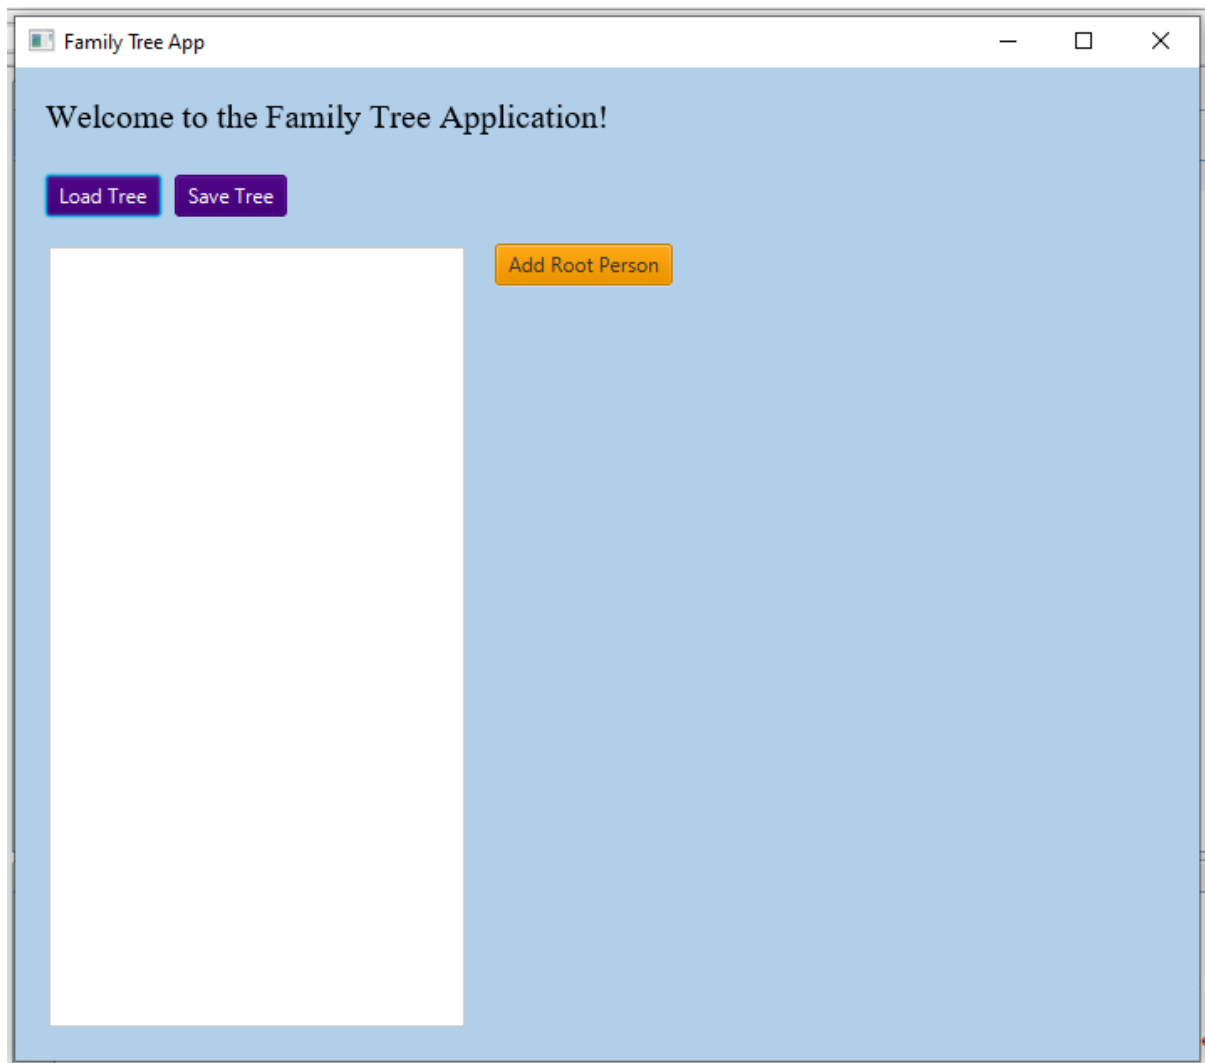 Family Tree App
Welcome to the Family Tree Application!
Load Tree Save Tree
Add Root Person